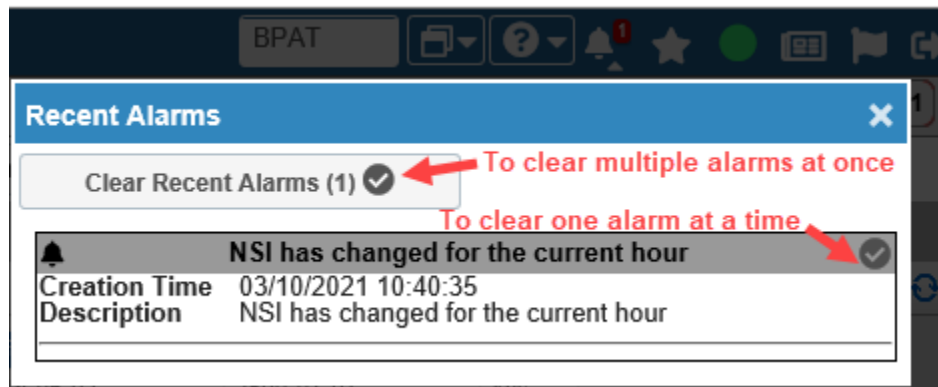 BPAT
1
Recent Alarms
1
Clear Recent Alarms (1)
To clear multiple alarms at once
To clear one alarm at a time
NSI has changed for the current hour
Creation Time 03/10/2021 10:40:35
Description NSI has changed for the current hour